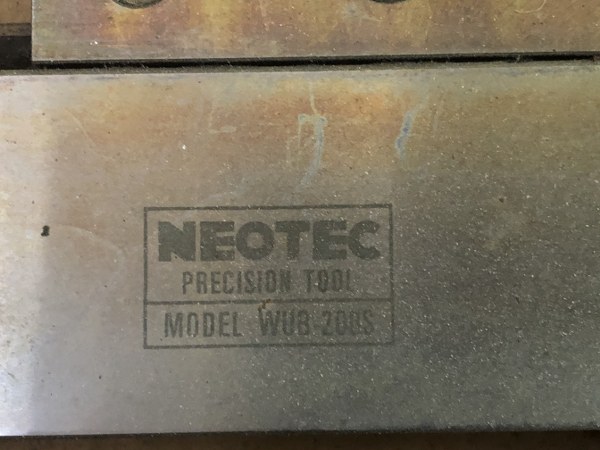 NEOTEC
PRECISION TOOL
MODEL WUB-200S